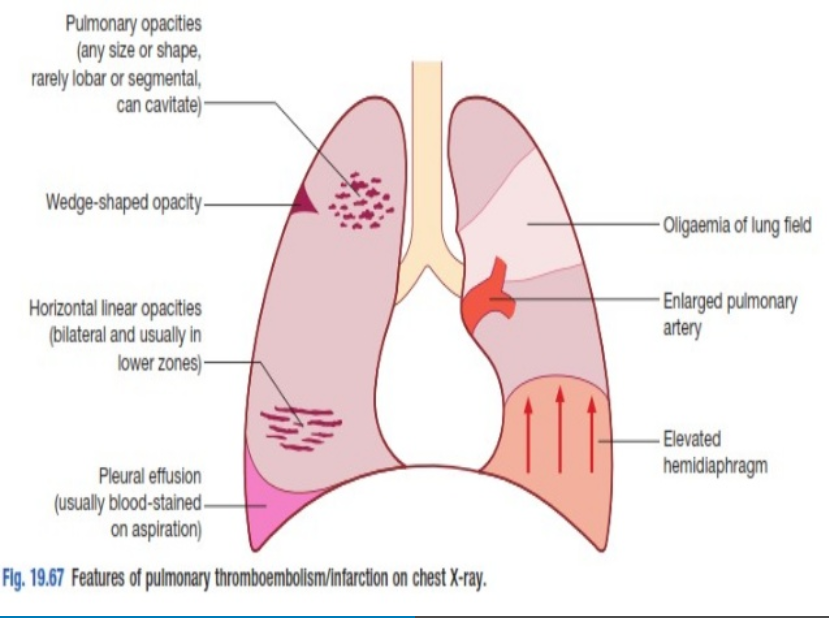 Pulmonary opacities
(any size or shape,
rarely lobar or segmental,
can cavitate)
Wedge-shaped opacity
Horizontal linear opacities
(bilateral and usually in
lower zones)
Pleural effusion
(usually blood-stained
on aspiration)
Oligaemia of lung field
Enlarged pulmonary
artery
Elevated
hemidiaphragm
Fig. 19.67 Features of pulmonary thromboembolism/infarction on chest X-ray.